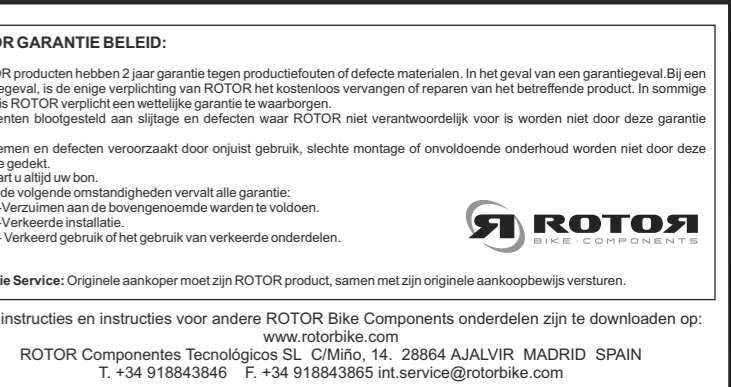 OR GARANTIE BELEID:
OR producten hebben 2 jaar garantie tegen productiefouten of defecte materialen. In het geval van een garantiegeval.Bij een
egeval, is de enige verplichting van ROTOR het kostenloos vervangen of reparen van het betreffende product. In sommige
is ROTOR verplicht een wettelijke garantie te waarborgen.
enten blootgesteld aan slijtage en defecten waar ROTOR niet verantwoordelijk voor is worden niet door deze garantie
emen en defecten veroorzaakt door onjuist gebruik, slechte montage of onvoldoende onderhoud worden niet door deze
e gedekt.
art u altijd uw bon.
de volgende omstandigheden vervalt alle garantie:
-Verzuimen aan de bovengenoemde warden te voldoen.
-Verkeerde installatie.
- Verkeerd gebruik of het gebruik van verkeerde onderdelen.
ROTOR
BIKE·COMPONENTS
ie Service: Originele aankoper moet zijn ROTOR product, samen met zijn originele aankoopbewijs versturen.
instructies en instructies voor andere ROTOR Bike Components onderdelen zijn te downloaden op:
www.rotorbike.com
ROTOR Componentes Tecnológicos SL C/Miño, 14. 28864 AJALVIR MADRID SPAIN
T. +34 918843846 F. +34 918843865 int.service@rotorbike.com